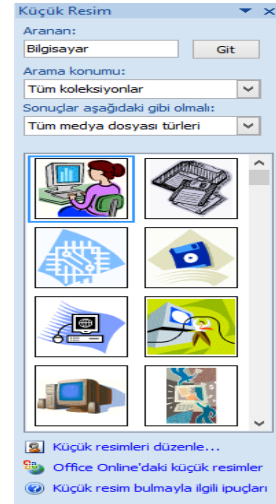 Küçük Resim
Aranan:
Bilgisayar
Git
Arama konumu:
Tüm koleksiyonlar
Sonuçlar aşağıdaki gibi olmalı:
Tüm medya dosyası türleri
Küçük resimleri düzenle...
Office Online'daki küçük resimler
Küçük resim bulmayla ilgili ipuçları